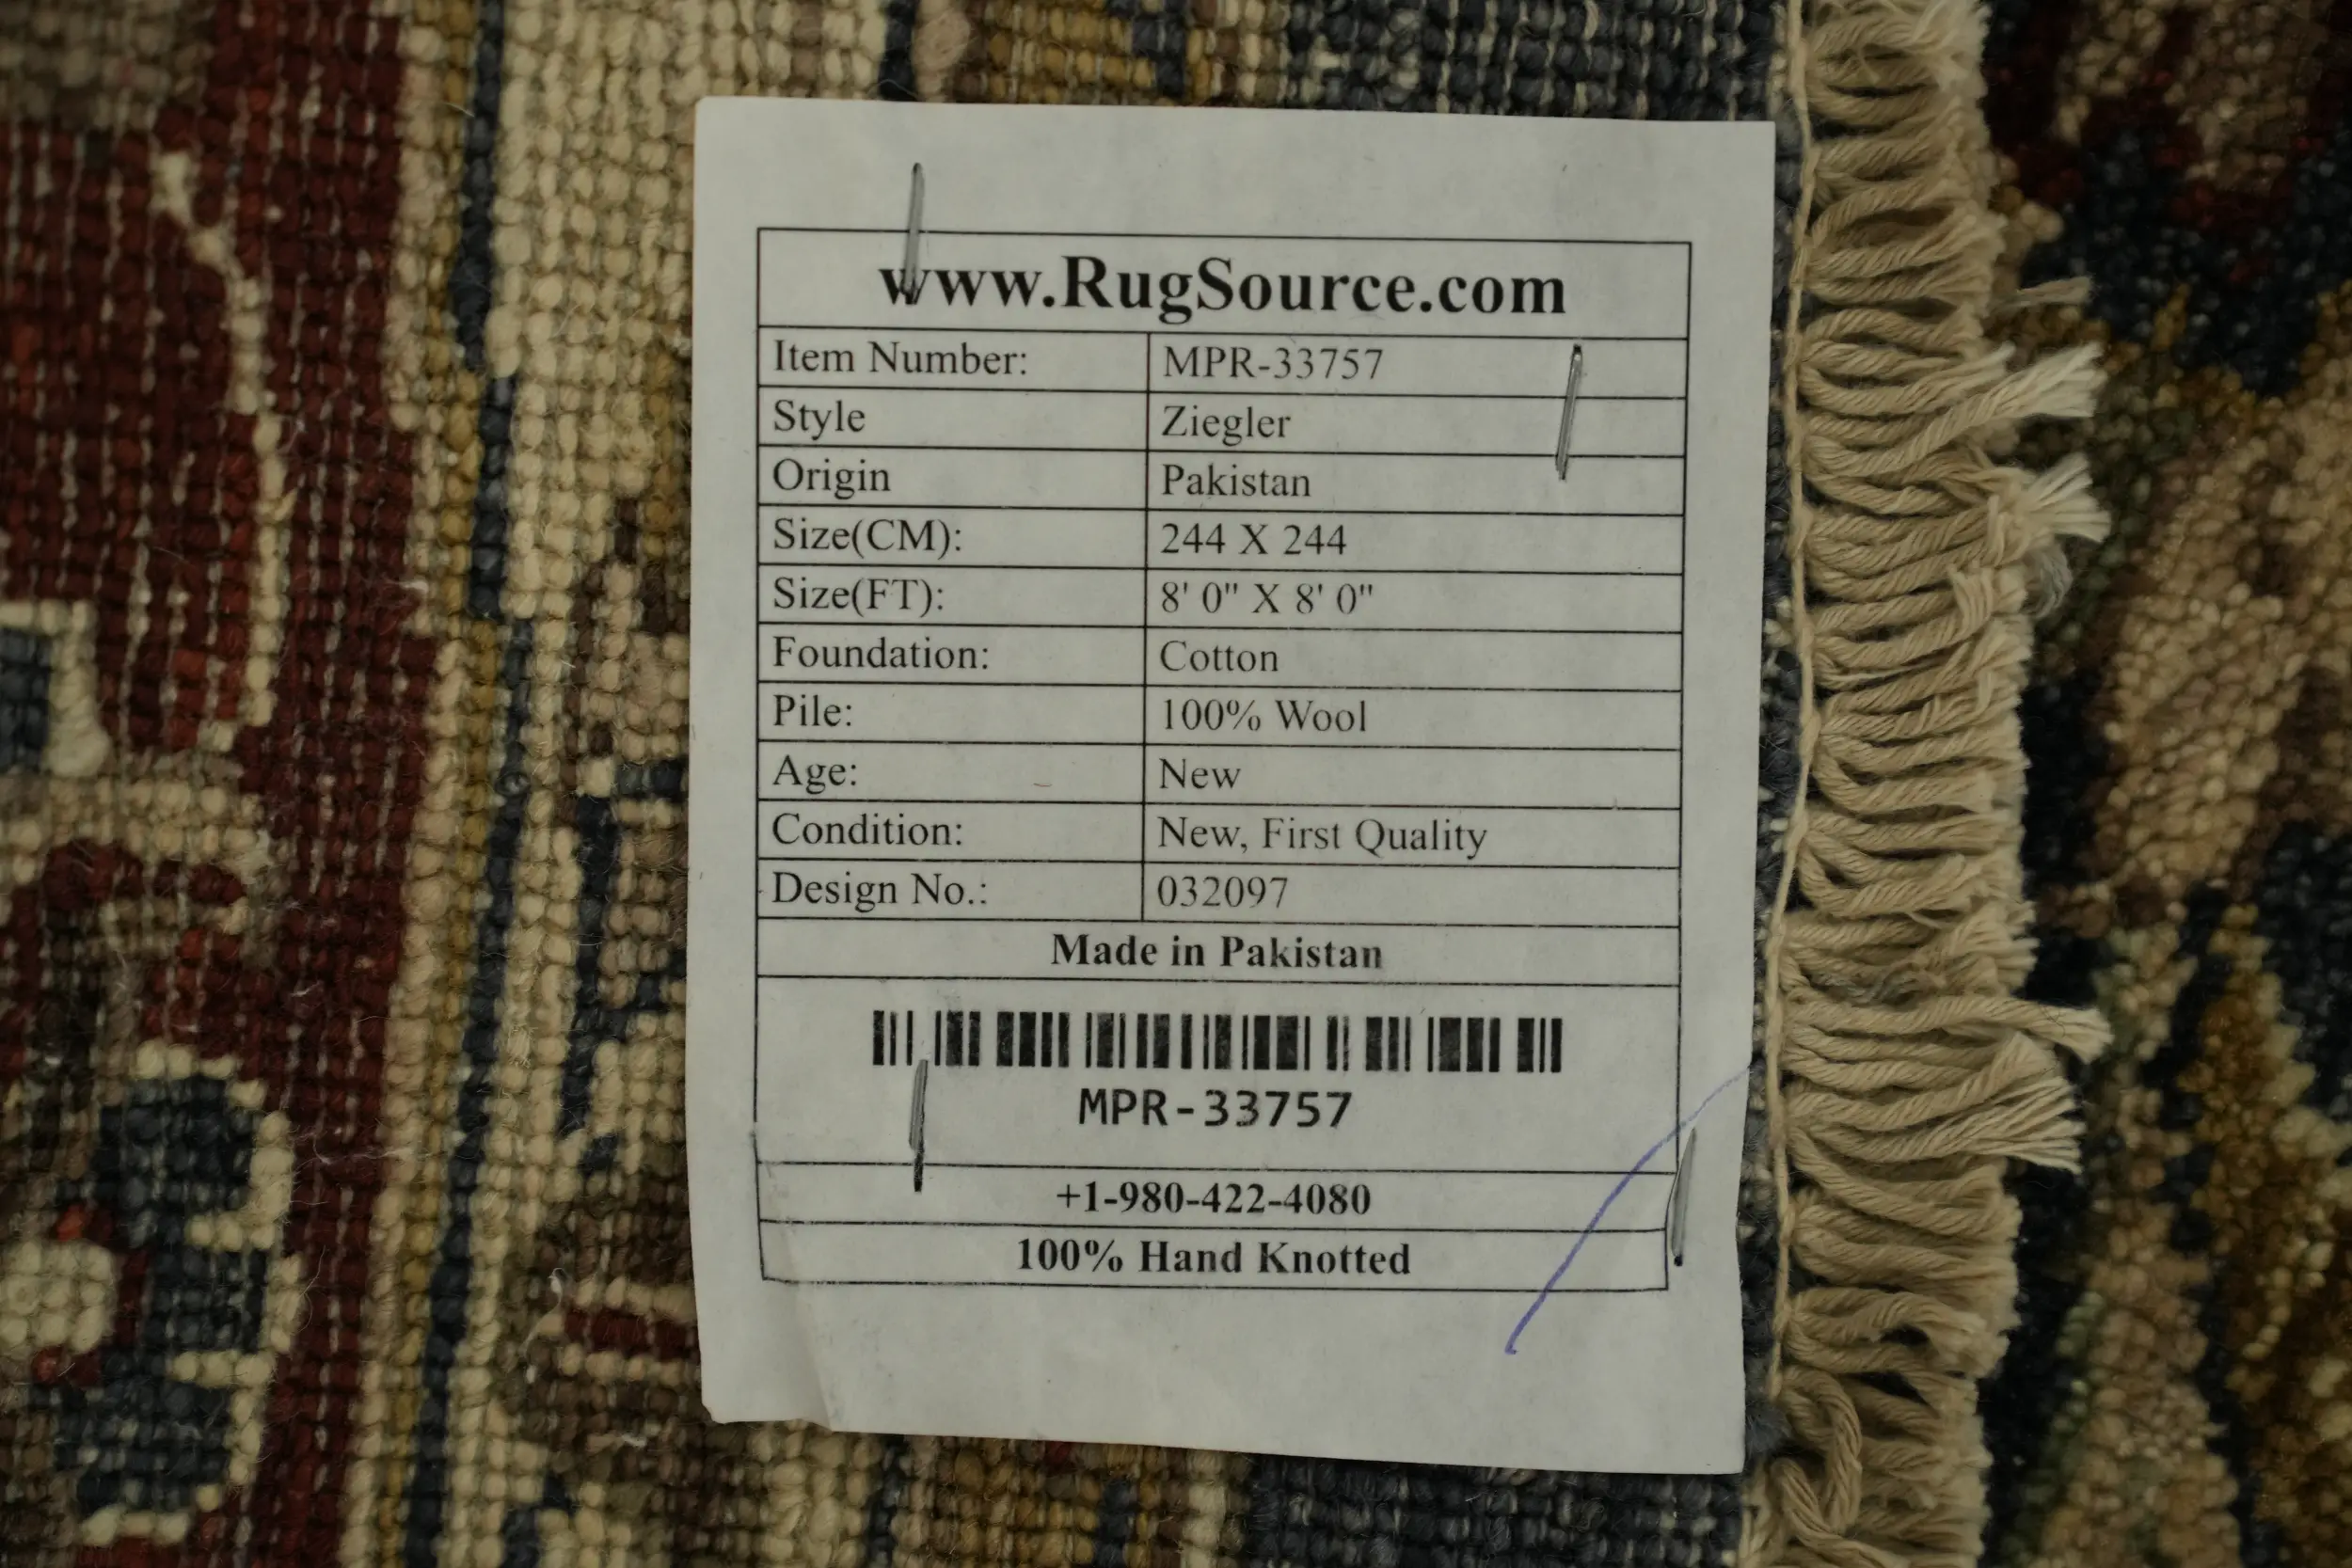 www.RugSource.com
Item Number: MPR-33757
Style Ziegler
Origin Pakistan
Size(CM): 244 X 244
Size(FT): 8' 0" X 8' 0"
Foundation: Cotton
Pile: 100% Wool
Age: New
Condition: New, First Quality
Design No.: 032097
Made in Pakistan
MPR-33757
+1-980-422-4080
100% Hand Knotted